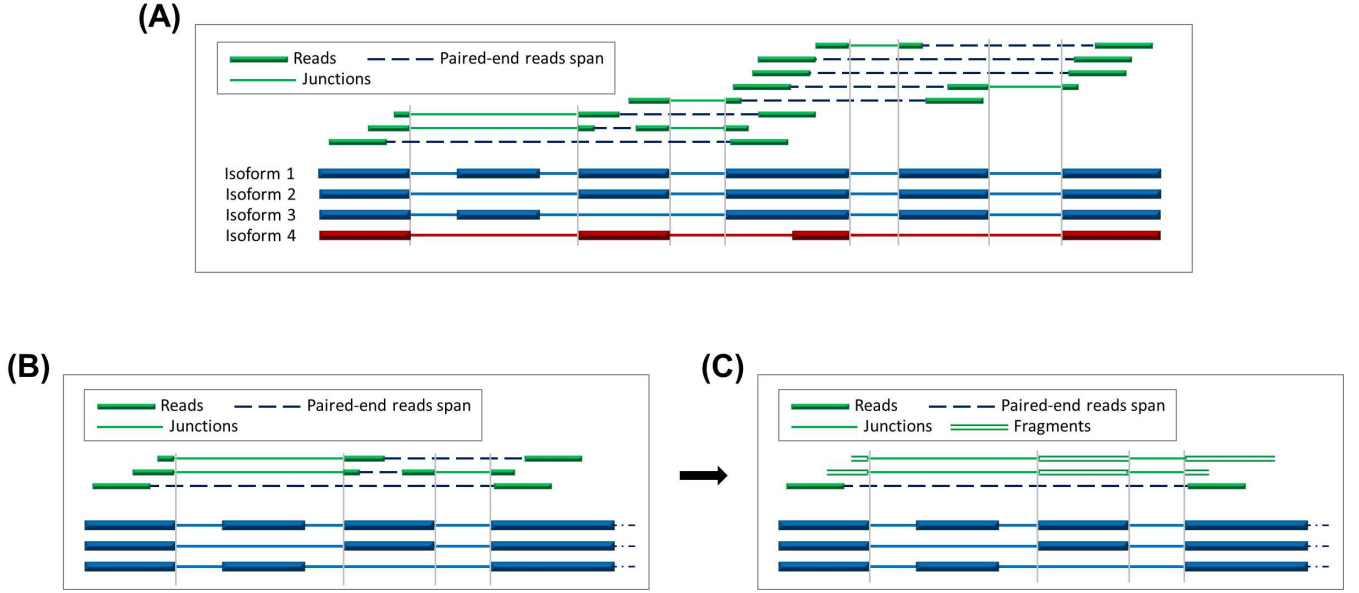 (A)
Reads Paired-end reads span
Junctions
Isoform 1
Isoform 2
Isoform 3
Isoform 4
(B)
Reads Paired-end reads span
Junctions
(C)
Reads Paired-end reads span
Junctions Fragments